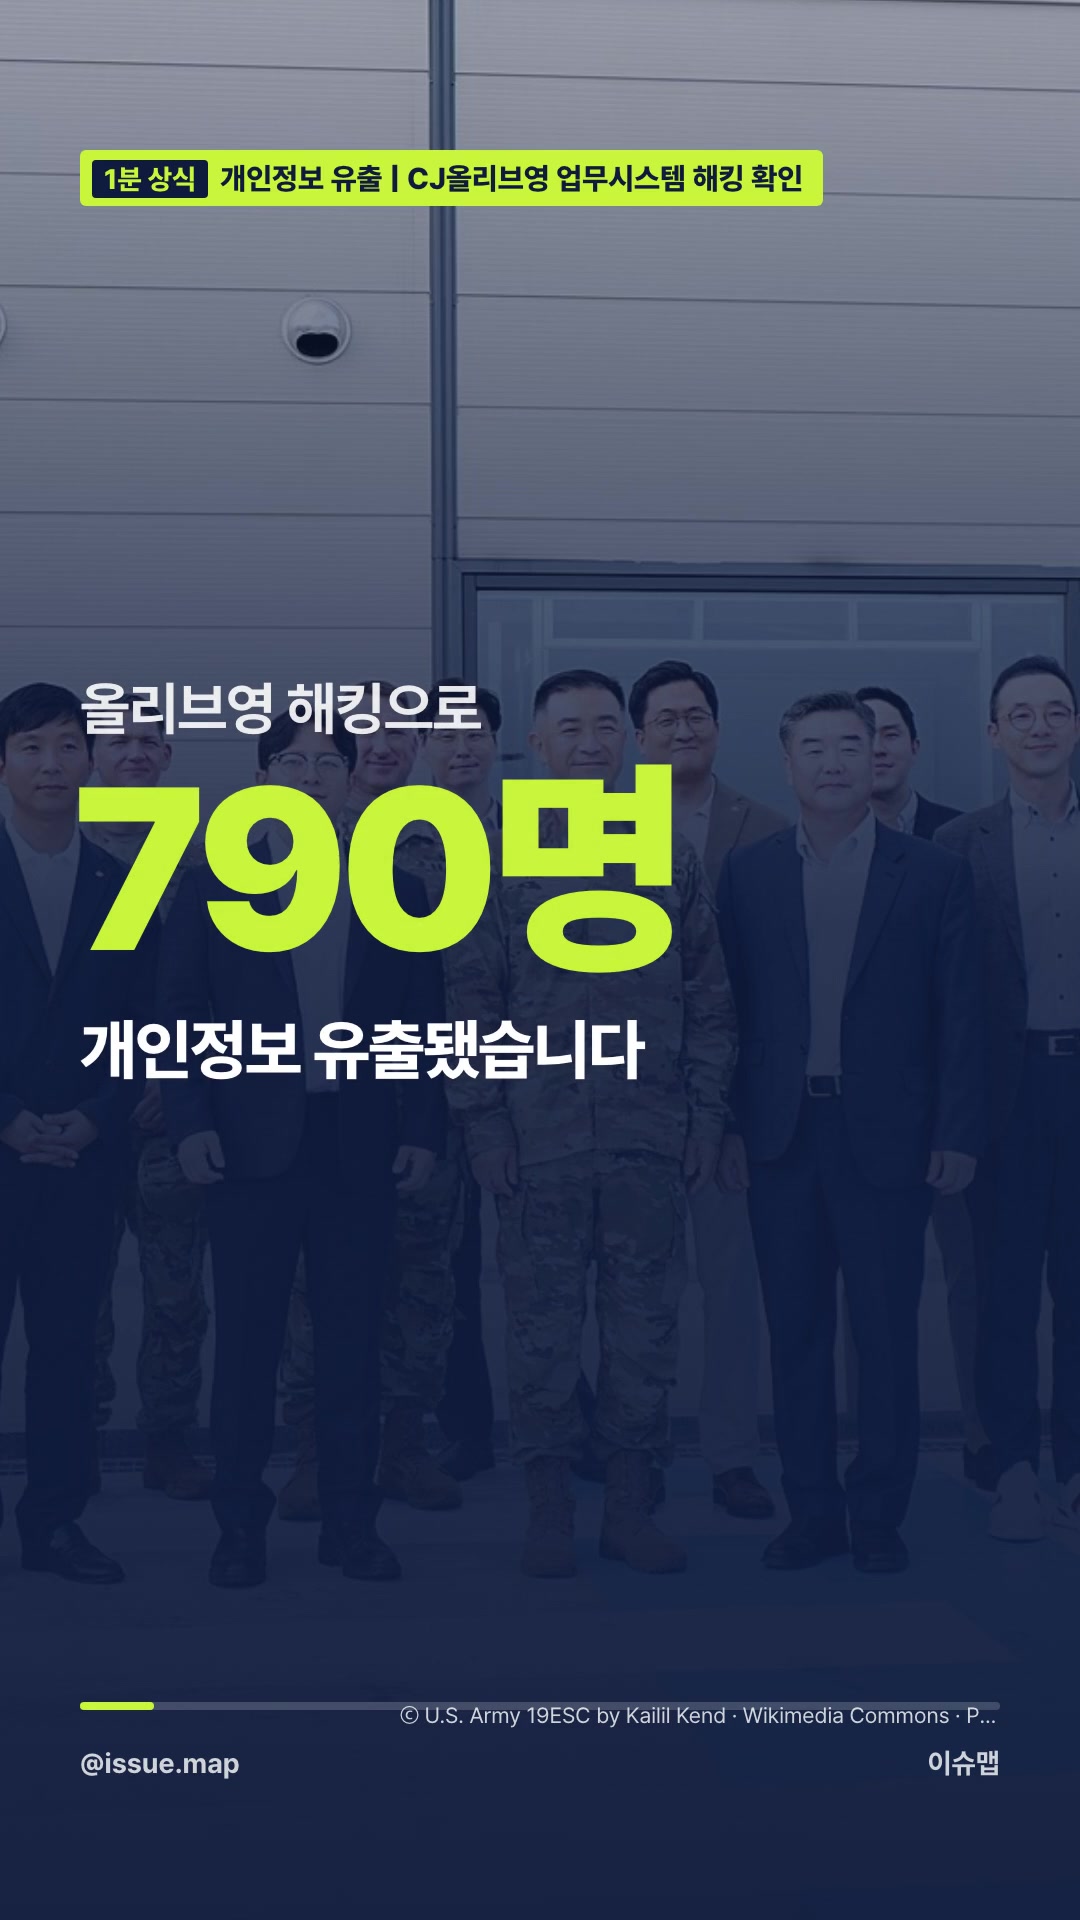 1분 상식 개인정보 유출 | CJ올리브영 업무시스템 해킹 확인
올리브영 해킹으로
790명
개인정보 유출됐습니다
© U.S. Army 19ESC by Kailil Kend · Wikimedia Commons · P...
@issue.map
이슈맵